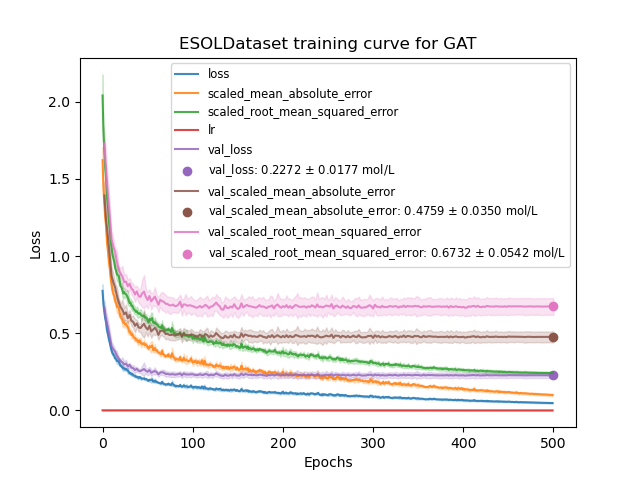 ESOLDataset training curve for GAT
loss
scaled_mean_absolute_error
scaled_root_mean_squared_error
lr
val_loss
val_loss: 0.2272 ± 0.0177 mol/L
val_scaled_mean_absolute_error
val_scaled_mean_absolute_error: 0.4759 ± 0.0350 mol/L
val_scaled_root_mean_squared_error
val_scaled_root_mean_squared_error: 0.6732 ± 0.0542 mol/L
Loss
2.0
1.5
1.0
0.5
0.0
0 100 200 300 400 500
Epochs